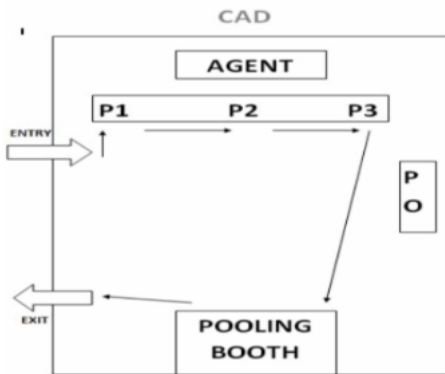 CAD
AGENT
P1 P2 P3
ENTRY
P
O
EXIT
POOLING
BOOTH